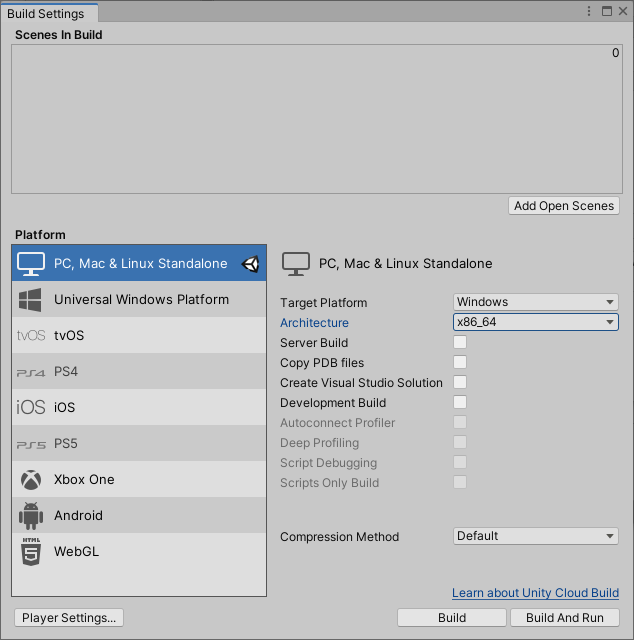 Build Settings
Scenes In Build
0
Add Open Scenes
Platform
PC, Mac & Linux Standalone
Universal Windows Platform
tvOS tvOS
PS4 PS4
iOS iOS
PS5 PS5
Xbox One
Android
HTML 5 WebGL
PC, Mac & Linux Standalone
Target Platform Windows
Architecture x86_64
Server Build
Copy PDB files
Create Visual Studio Solution
Development Build
Autoconnect Profiler
Deep Profiling
Script Debugging
Scripts Only Build
Compression Method Default
Learn about Unity Cloud Build
Player Settings... Build Build And Run